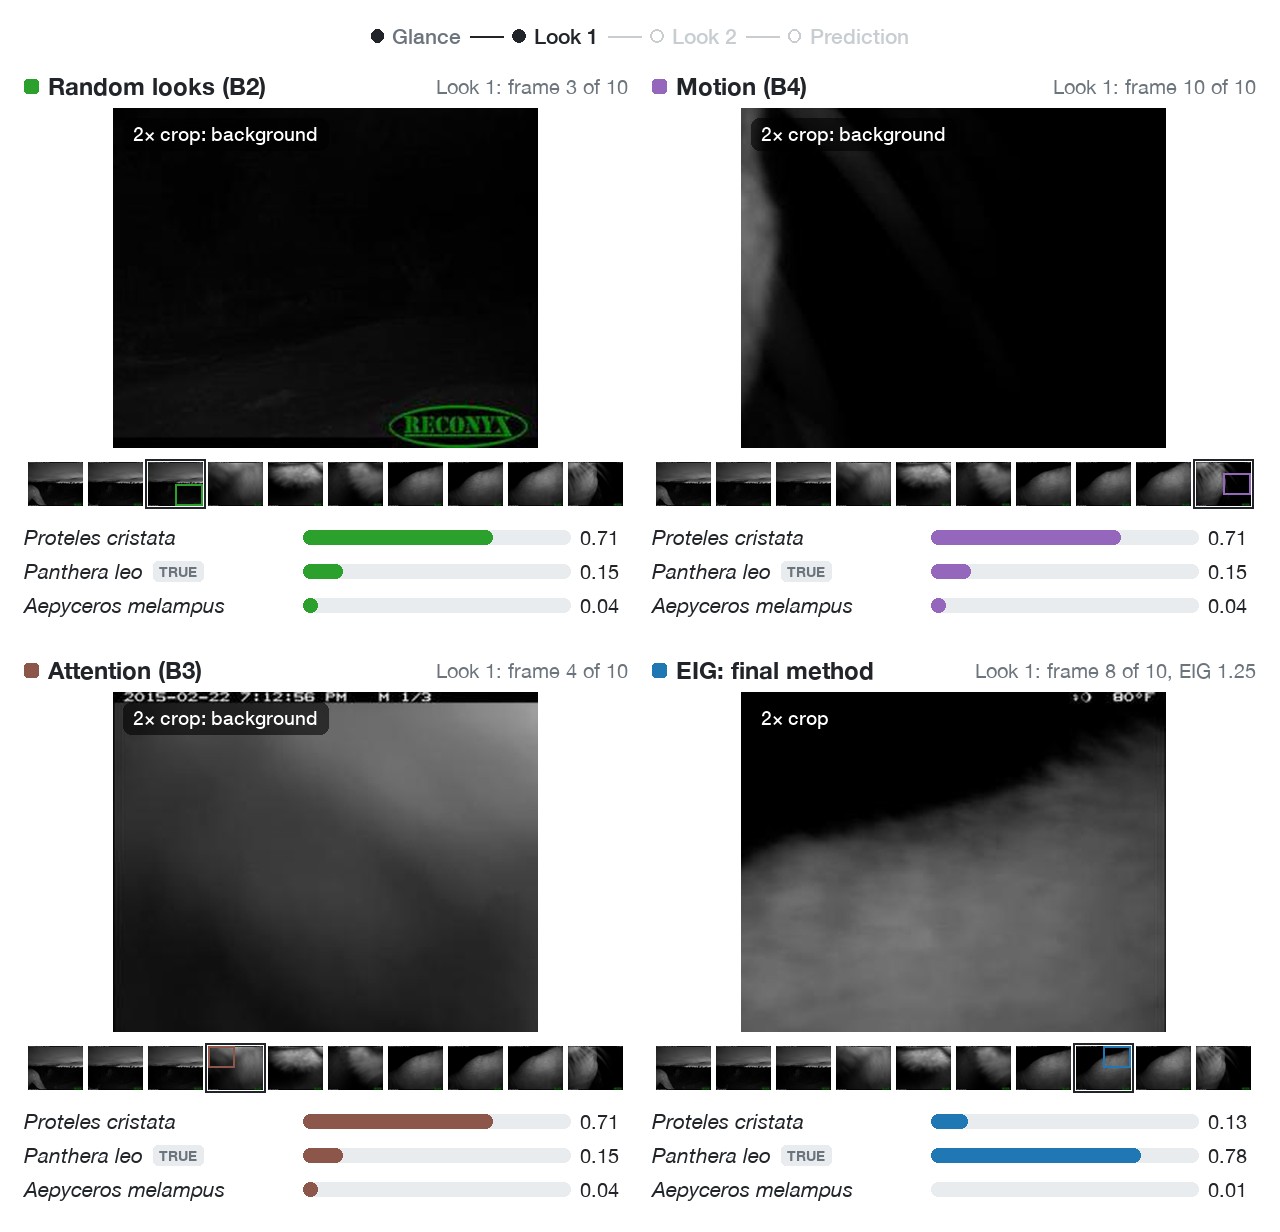 Glance Look 1 Look 2 Prediction
Random looks (B2) Look 1: frame 3 of 10
2× crop: background
RECONYX
Proteles cristata 0.71
Panthera leo TRUE 0.15
Aepyceros melampus 0.04
Motion (B4) Look 1: frame 10 of 10
2× crop: background
Proteles cristata 0.71
Panthera leo TRUE 0.15
Aepyceros melampus 0.04
Attention (B3) Look 1: frame 4 of 10
2015-02-22 7:12:56 PM M 1/3
2× crop: background
Proteles cristata 0.71
Panthera leo TRUE 0.15
Aepyceros melampus 0.04
EIG: final method Look 1: frame 8 of 10, EIG 1.25
80°F
2× crop
Proteles cristata 0.13
Panthera leo TRUE 0.78
Aepyceros melampus 0.01